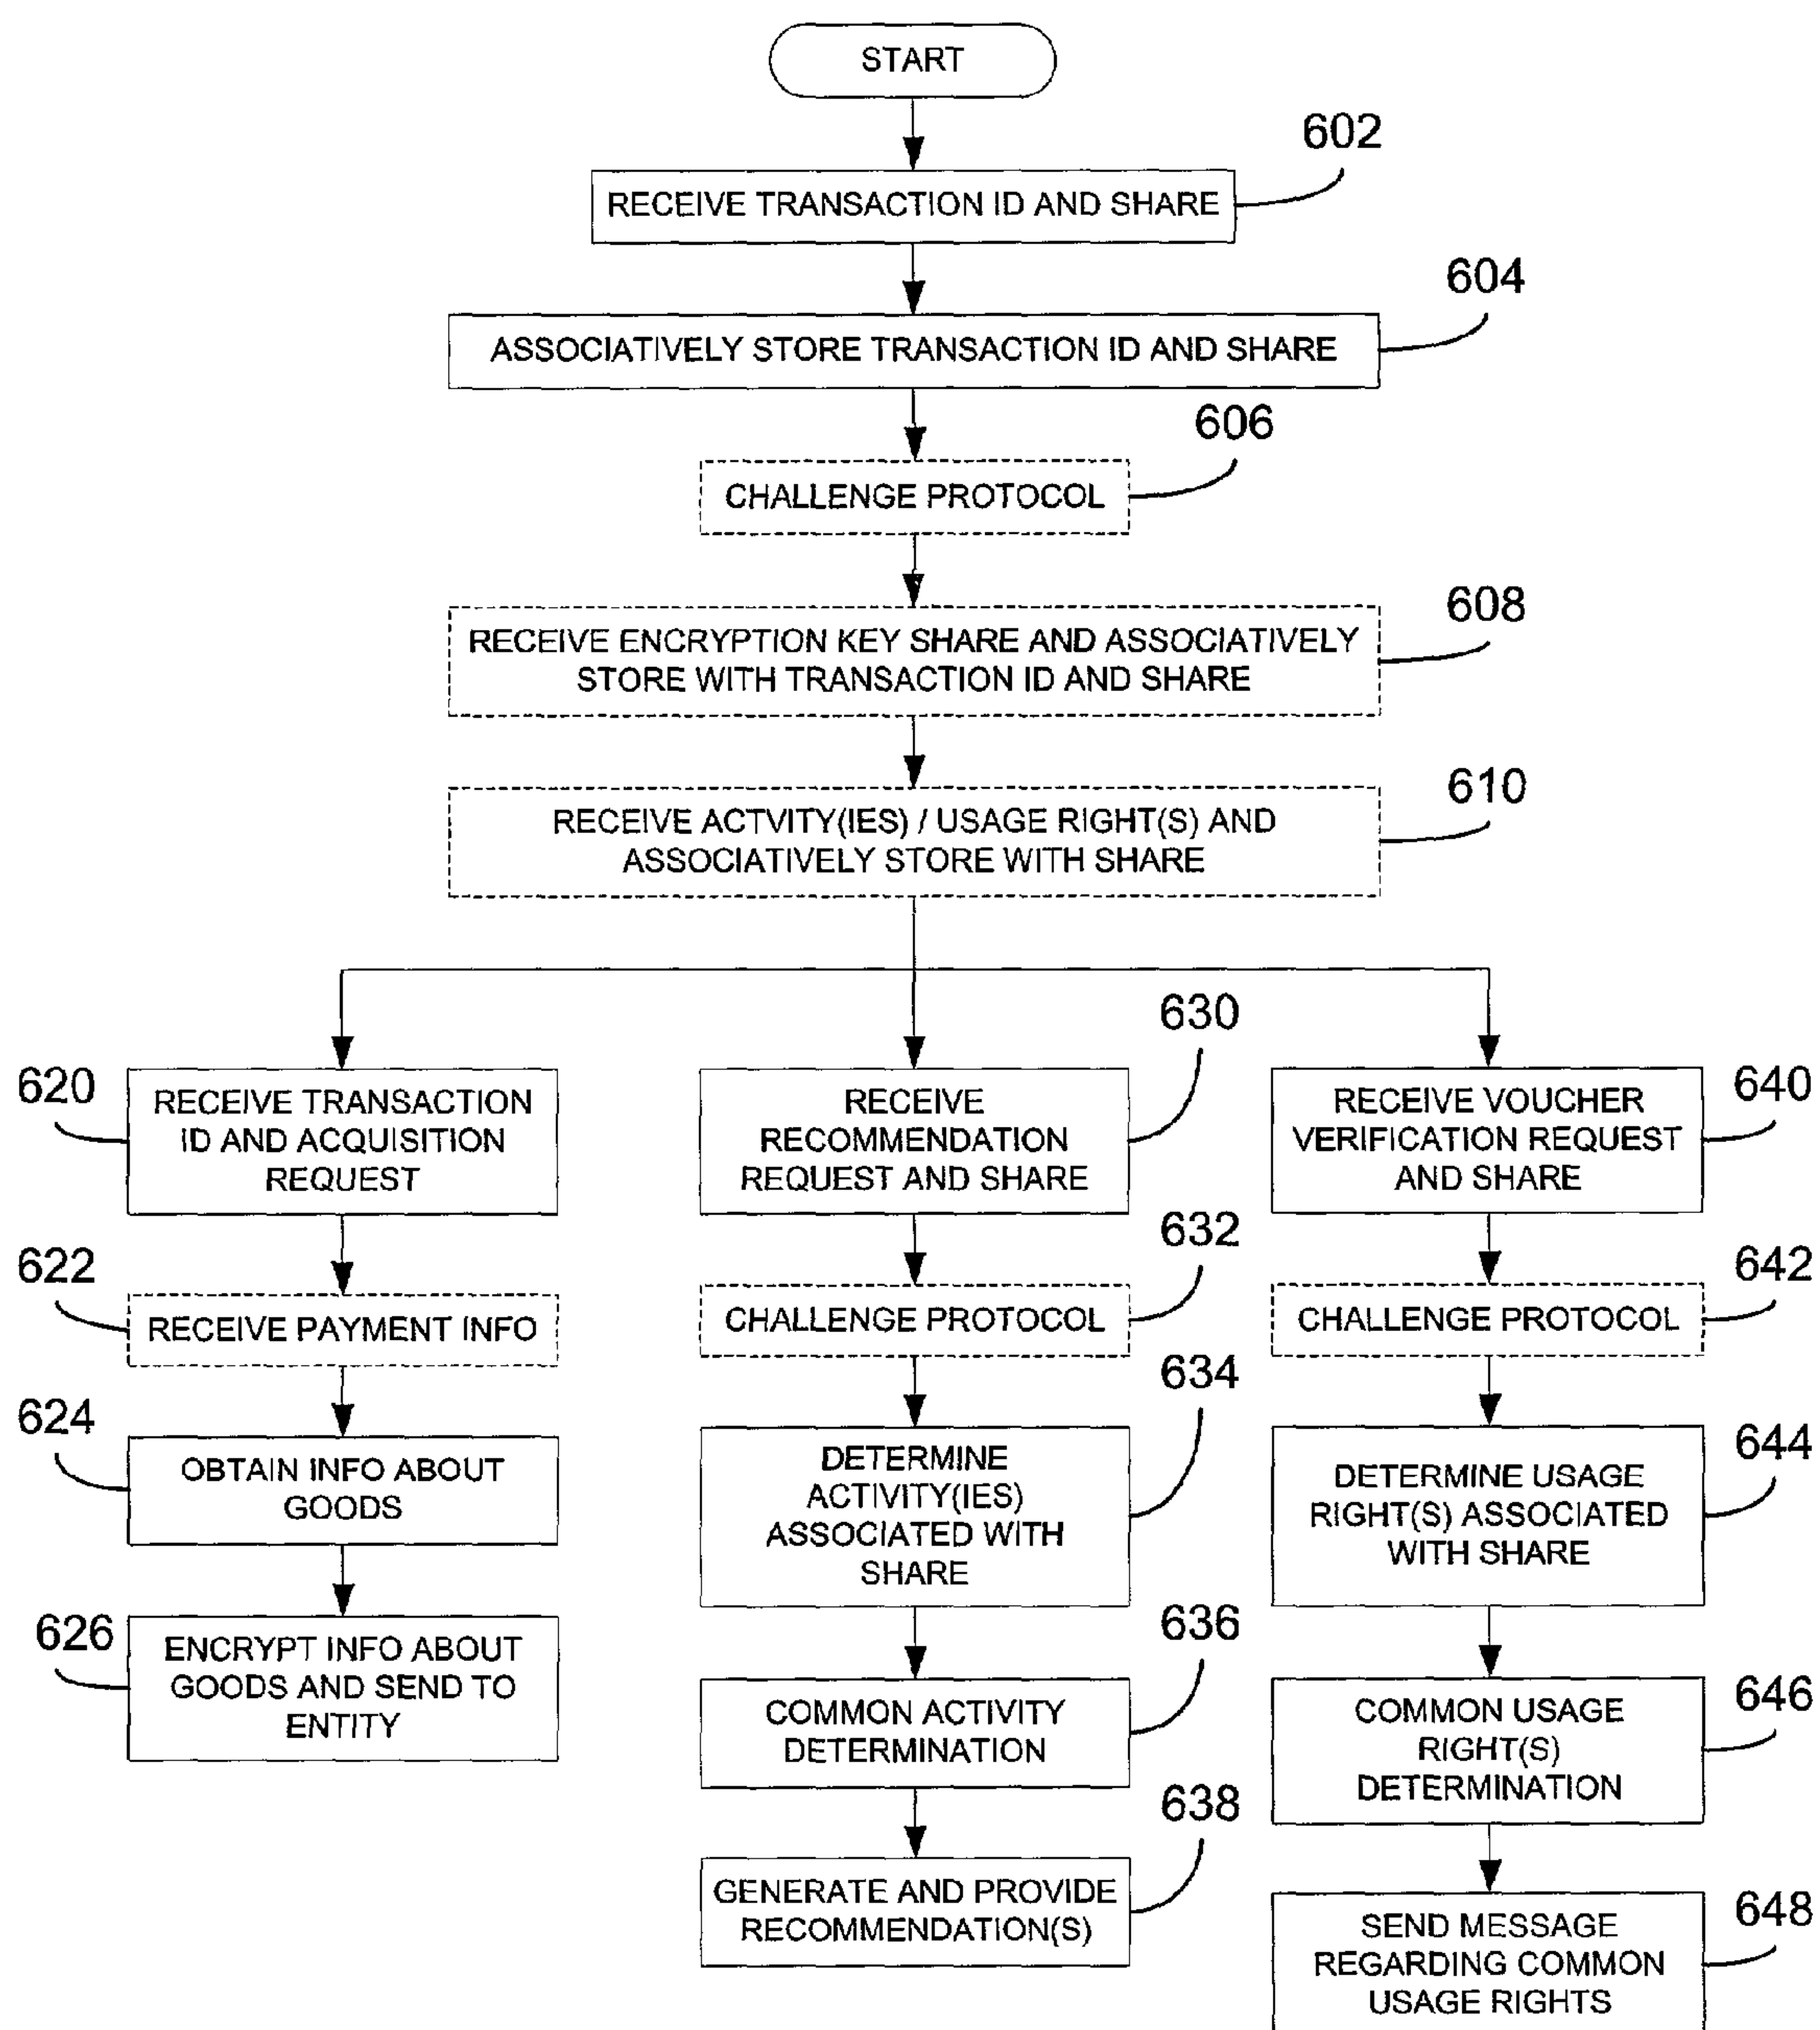 START
602
RECEIVE TRANSACTION ID AND SHARE
604
ASSOCIATIVELY STORE TRANSACTION ID AND SHARE
606
CHALLENGE PROTOCOL
608
RECEIVE ENCRYPTION KEY SHARE AND ASSOCIATIVELY
STORE WITH TRANSACTION ID AND SHARE
610
RECEIVE ACTVITY(IES) / USAGE RIGHT(S) AND
ASSOCIATIVELY STORE WITH SHARE
620
RECEIVE TRANSACTION
ID AND ACQUISITION
REQUEST
622
RECEIVE PAYMENT INFO
624
OBTAIN INFO ABOUT
GOODS
626
ENCRYPT INFO ABOUT
GOODS AND SEND TO
ENTITY
630
RECEIVE
RECOMMENDATION
REQUEST AND SHARE
632
CHALLENGE PROTOCOL
634
DETERMINE
ACTIVITY(IES)
ASSOCIATED WITH
SHARE
636
COMMON ACTIVITY
DETERMINATION
638
GENERATE AND PROVIDE
RECOMMENDATION(S)
640
RECEIVE VOUCHER
VERIFICATION REQUEST
AND SHARE
642
CHALLENGE PROTOCOL
644
DETERMINE USAGE
RIGHT(S) ASSOCIATED
WITH SHARE
646
COMMON USAGE
RIGHT(S)
DETERMINATION
648
SEND MESSAGE
REGARDING COMMON
USAGE RIGHTS